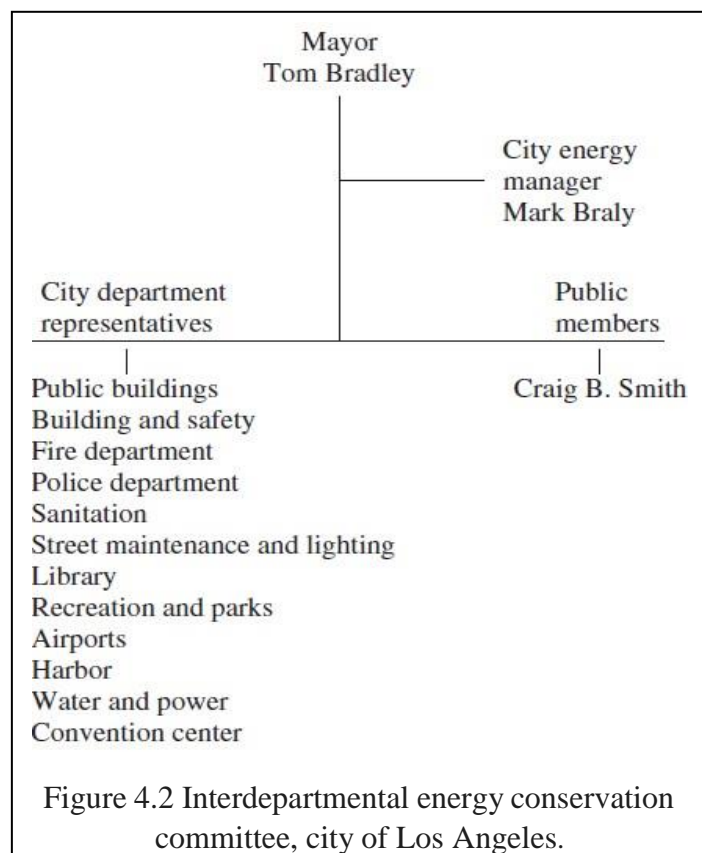 Mayor
Tom Bradley
City energy
manager
Mark Braly
City department
representatives
Public
members
Public buildings
Building and safety
Fire department
Police department
Sanitation
Street maintenance and lighting
Library
Recreation and parks
Airports
Harbor
Water and power
Convention center
Craig B. Smith
Figure 4.2 Interdepartmental energy conservation
committee, city of Los Angeles.